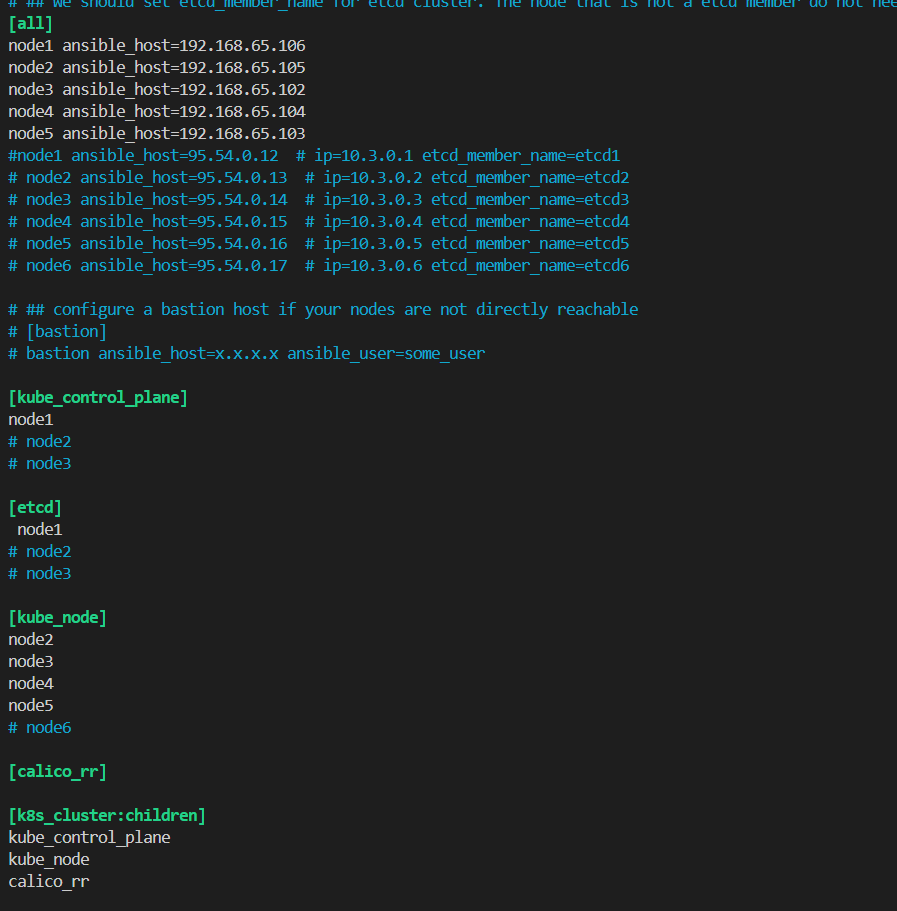 # ## We should set etcd_member_name for etcd cluster. The node that is not a etcd member do not
[all]
node1 ansible_host=192.168.65.106
node2 ansible_host=192.168.65.105
node3 ansible_host=192.168.65.102
node4 ansible_host=192.168.65.104
node5 ansible_host=192.168.65.103
#node1 ansible_host=95.54.0.12  # ip=10.3.0.1 etcd_member_name=etcd1
# node2 ansible_host=95.54.0.13  # ip=10.3.0.2 etcd_member_name=etcd2
# node3 ansible_host=95.54.0.14  # ip=10.3.0.3 etcd_member_name=etcd3
# node4 ansible_host=95.54.0.15  # ip=10.3.0.4 etcd_member_name=etcd4
# node5 ansible_host=95.54.0.16  # ip=10.3.0.5 etcd_member_name=etcd5
# node6 ansible_host=95.54.0.17  # ip=10.3.0.6 etcd_member_name=etcd6
# ## configure a bastion host if your nodes are not directly reachable
# [bastion]
# bastion ansible_host=x.x.x.x ansible_user=some_user
[kube_control_plane]
node1
# node2
# node3
[etcd]
 node1
# node2
# node3
[kube_node]
node2
node3
node4
node5
# node6
[calico_rr]
[k8s_cluster:children]
kube_control_plane
kube_node
calico_rr